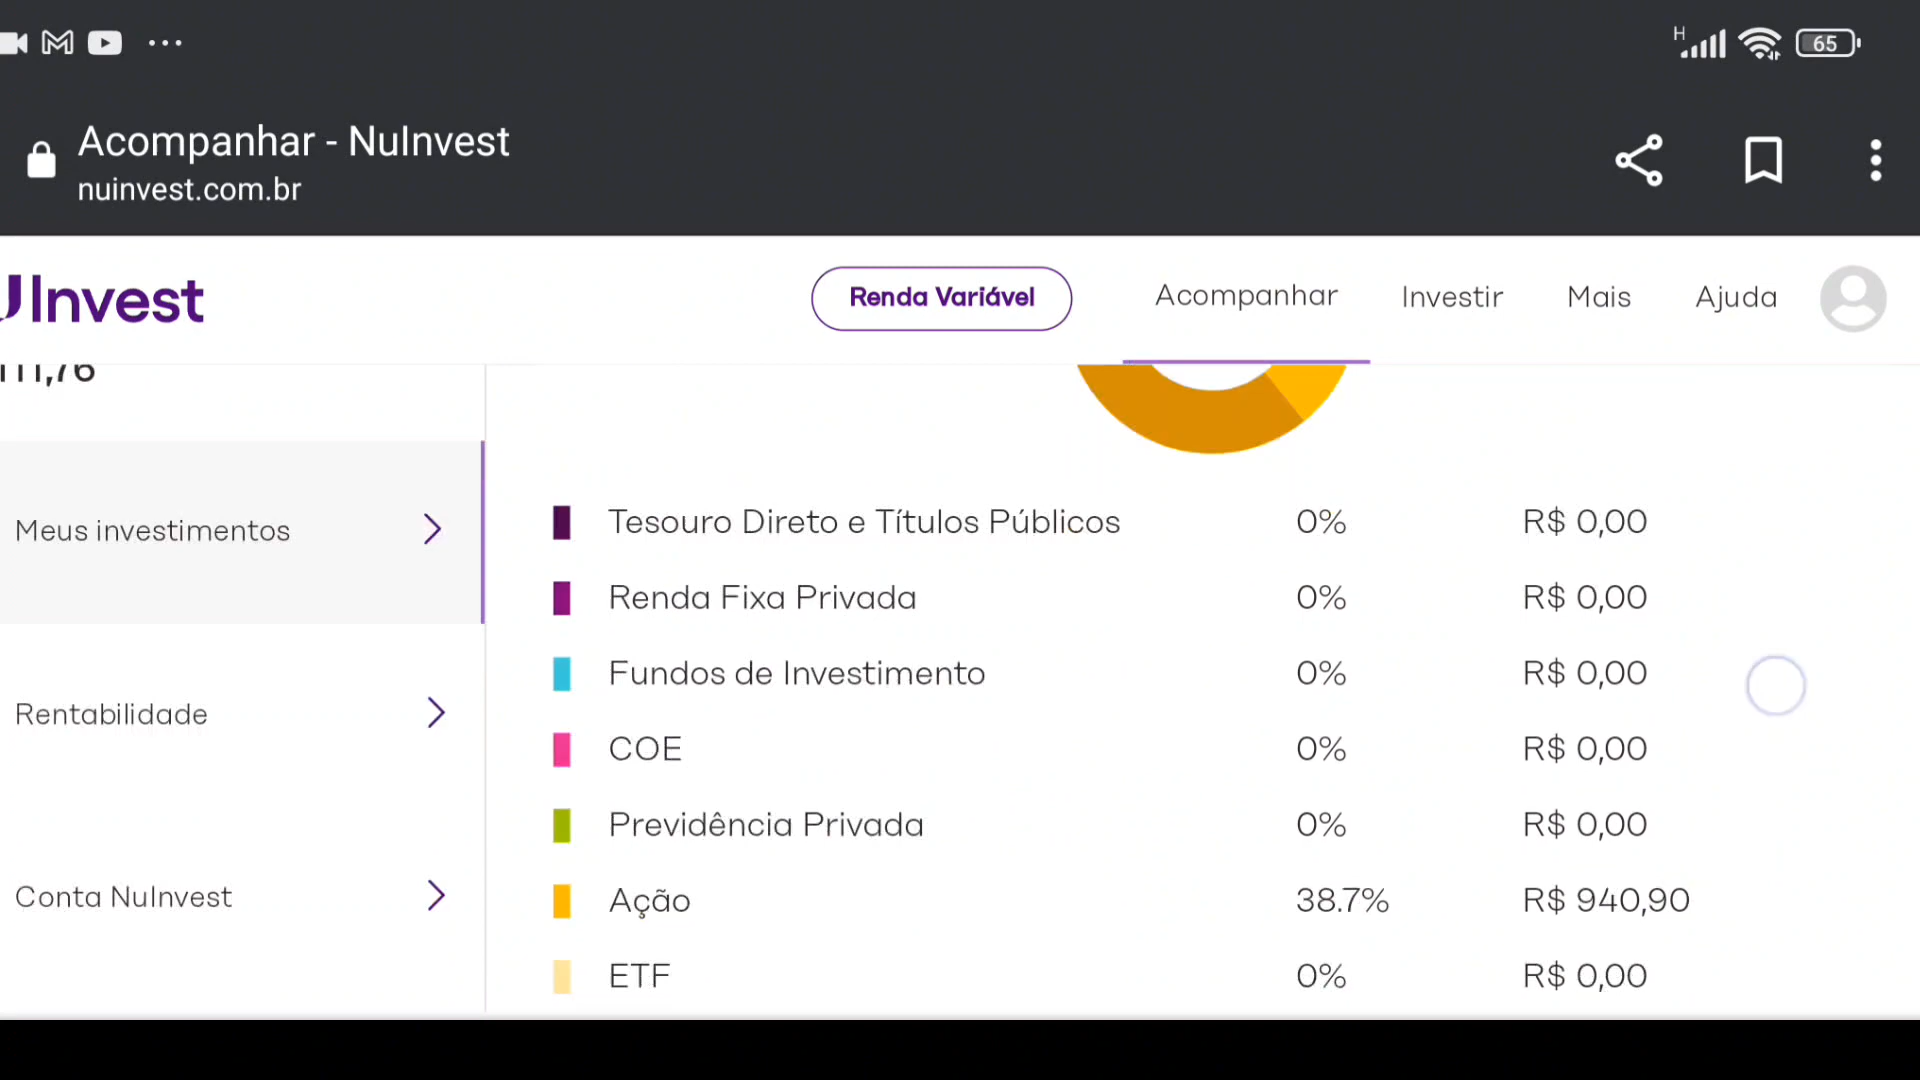 65
Acompanhar - NuInvest
nuinvest.com.br
Invest
Renda Variável
Acompanhar
Investir
Mais
Ajuda
Meus investimentos
Rentabilidade
Conta NuInvest
Tesouro Direto e Títulos Públicos 0% R$ 0,00
Renda Fixa Privada 0% R$ 0,00
Fundos de Investimento 0% R$ 0,00
COE 0% R$ 0,00
Previdência Privada 0% R$ 0,00
Ação 38.7% R$ 940,90
ETF 0% R$ 0,00